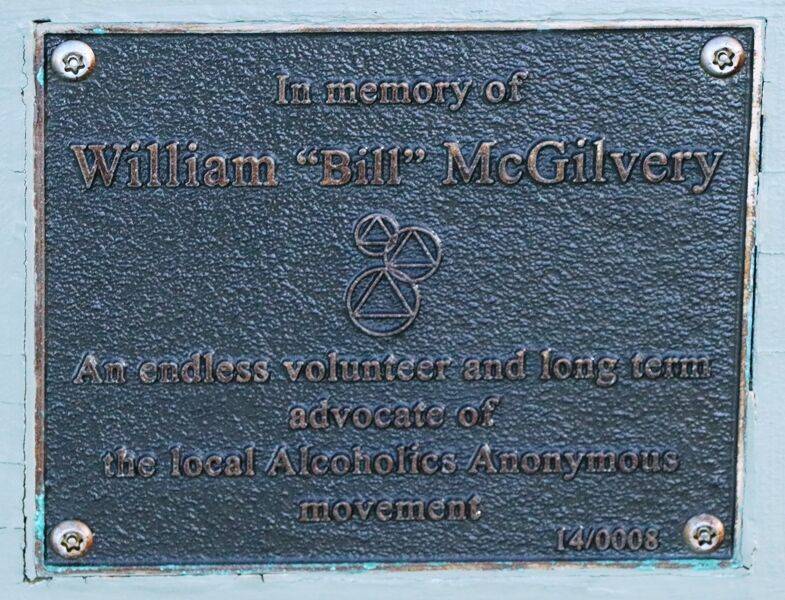 In memory of
William “Bill” McGilvery
An endless volunteer and long term
advocate of
the local Alcoholics Anonymous
movement
14/0008